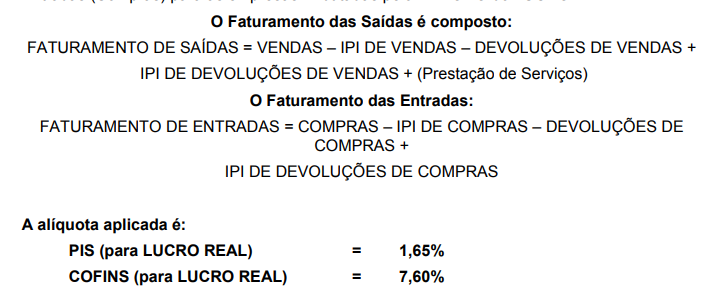 O Faturamento das Saídas é composto:
FATURAMENTO DE SAÍDAS = VENDAS – IPI DE VENDAS – DEVOLUÇÕES DE VENDAS +
IPI DE DEVOLUÇÕES DE VENDAS + (Prestação de Serviços)
O Faturamento das Entradas:
FATURAMENTO DE ENTRADAS = COMPRAS – IPI DE COMPRAS – DEVOLUÇÕES DE
COMPRAS +
IPI DE DEVOLUÇÕES DE COMPRAS
A alíquota aplicada é:
PIS (para LUCRO REAL) = 1,65%
COFINS (para LUCRO REAL) = 7,60%